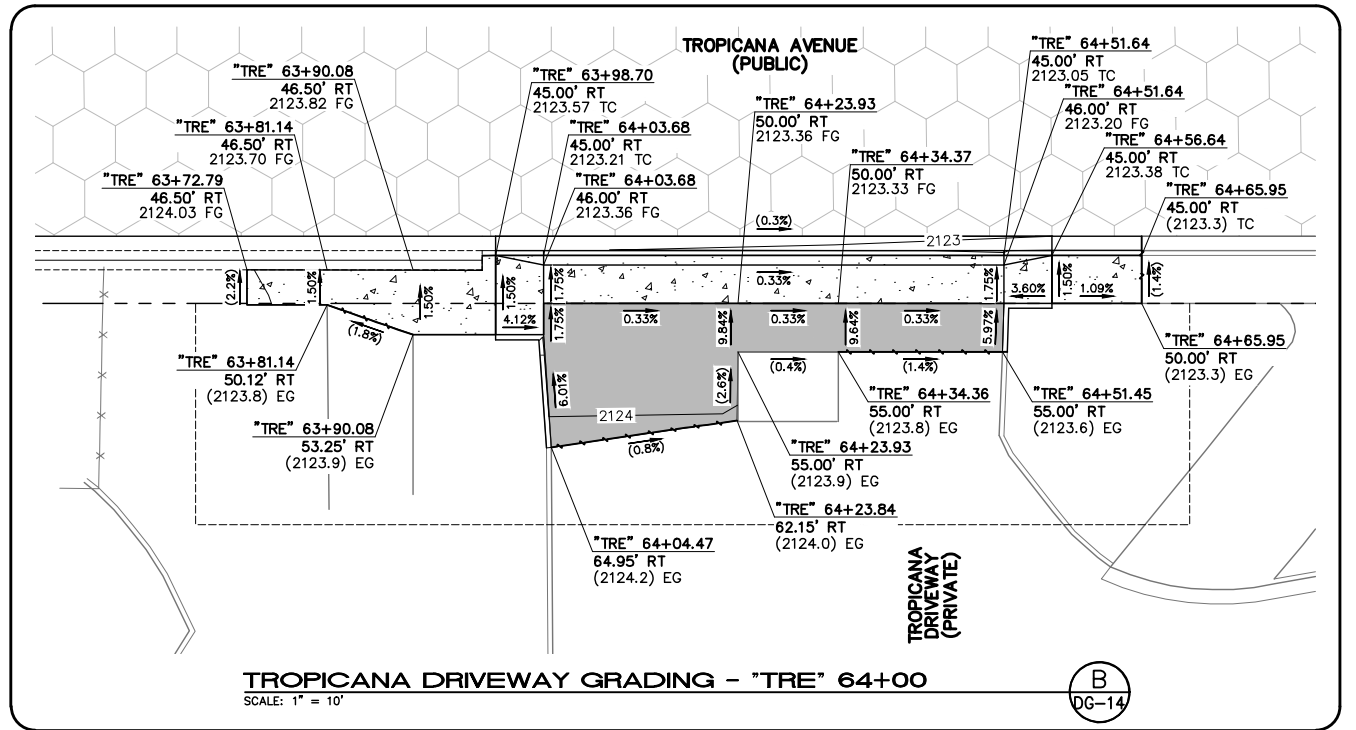 TROPICANA AVENUE
(PUBLIC)
"TRE" 63+90.08
46.50' RT
2123.82 FG
"TRE" 63+81.14
46.50' RT
2123.70 FG
"TRE" 63+72.79
46.50' RT
2124.03 FG
"TRE" 63+98.70
45.00' RT
2123.57 TC
"TRE" 64+03.68
45.00' RT
2123.21 TC
"TRE" 64+03.68
46.00' RT
2123.36 FG
"TRE" 64+23.93
50.00' RT
2123.36 FG
"TRE" 64+34.37
50.00' RT
2123.33 FG
"TRE" 64+51.64
45.00' RT
2123.05 TC
"TRE" 64+51.64
46.00' RT
2123.20 FG
"TRE" 64+56.64
45.00' RT
2123.38 TC
"TRE" 64+65.95
45.00' RT
(2123.3) TC
(0.3%)
2123
(2.2%)
1.50%
1.50%
1.50%
1.75%
0.33%
1.75%
3.60%
1.50%
1.09%
(1.4%)
(1.8%)
4.12%
1.75%
0.33%
9.84%
0.33%
9.64%
0.33%
5.97%
6.01%
(2.6%)
(0.4%)
(1.4%)
2124
(0.8%)
"TRE" 63+81.14
50.12' RT
(2123.8) EG
"TRE" 63+90.08
53.25' RT
(2123.9) EG
"TRE" 64+04.47
64.95' RT
(2124.2) EG
"TRE" 64+23.84
62.15' RT
(2124.0) EG
"TRE" 64+23.93
55.00' RT
(2123.9) EG
"TRE" 64+34.36
55.00' RT
(2123.8) EG
"TRE" 64+51.45
55.00' RT
(2123.6) EG
"TRE" 64+65.95
50.00' RT
(2123.3) EG
TROPICANA
DRIVEWAY
(PRIVATE)
TROPICANA DRIVEWAY GRADING - "TRE" 64+00
SCALE: 1" = 10'
B
DG-14